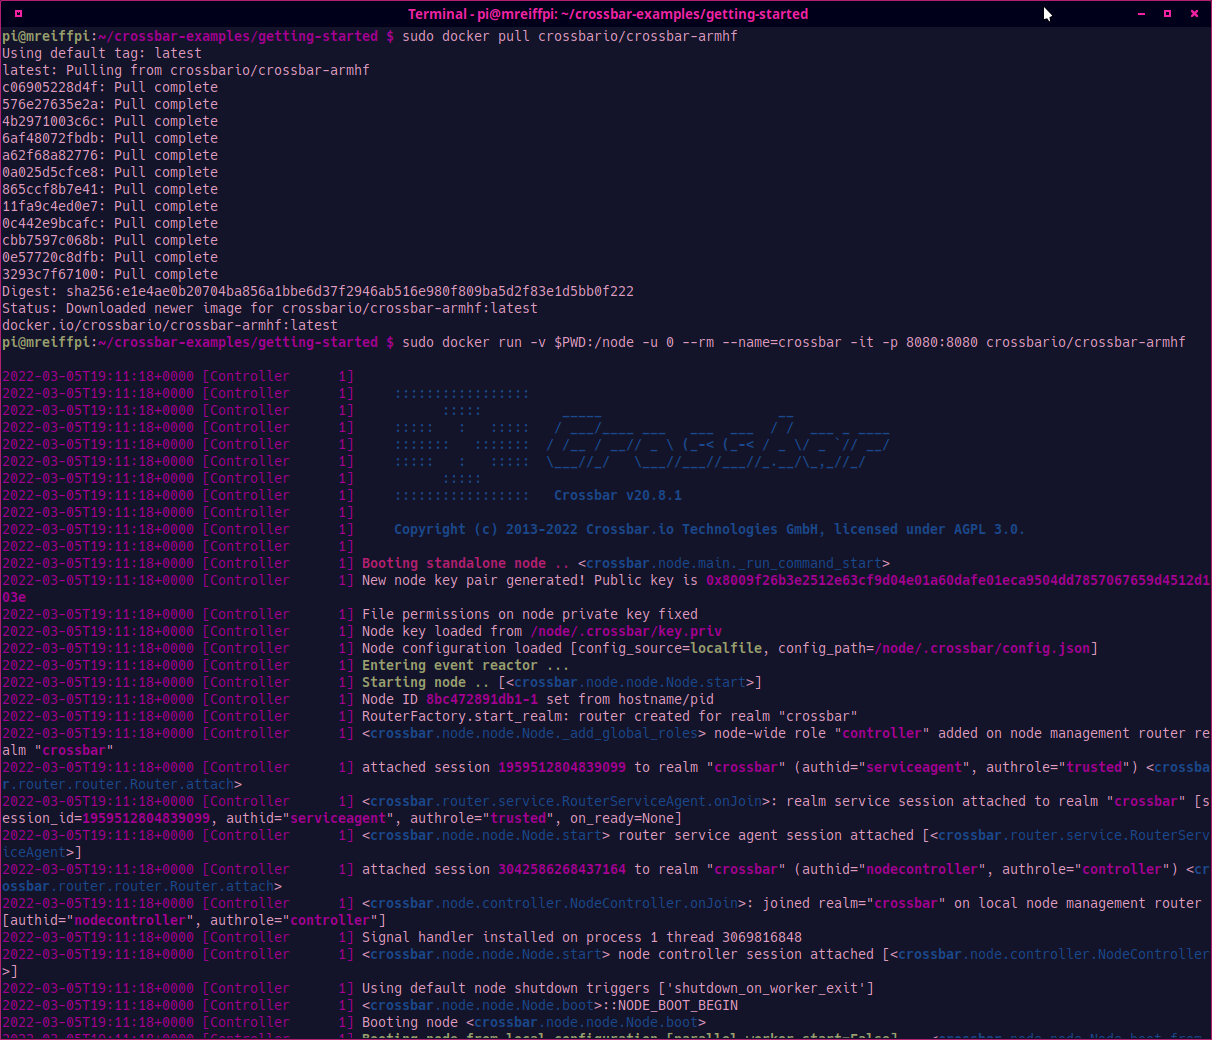 Terminal - pi@mreiffpi: ~/crossbar-examples/getting-started
pi@mreiffpi:~/crossbar-examples/getting-started $ sudo docker pull crossbario/crossbar-armhf
Using default tag: latest
latest: Pulling from crossbario/crossbar-armhf
c06905228d4f: Pull complete
576e27635e2a: Pull complete
4b2971003c6c: Pull complete
6af48072fbdb: Pull complete
a62f68a82776: Pull complete
0a025d5cfce8: Pull complete
865ccf8b7e41: Pull complete
11fa9c4ed0e7: Pull complete
0c442e9bcafc: Pull complete
cbb7597c068b: Pull complete
0e57720c8dfb: Pull complete
3293c7f67100: Pull complete
Digest: sha256:e1e4ae0b20704ba856a1bbe6d37f2946ab516e980f809ba5d2f83e1d5bb0f222
Status: Downloaded newer image for crossbario/crossbar-armhf:latest
docker.io/crossbario/crossbar-armhf:latest
pi@mreiffpi:~/crossbar-examples/getting-started $ sudo docker run -v $PWD:/node -u 0 --rm --name=crossbar -it -p 8080:8080 crossbario/crossbar-armhf
2022-03-05T19:11:18+0000 [Controller      1]
2022-03-05T19:11:18+0000 [Controller      1]     :::::::::::::::::
2022-03-05T19:11:18+0000 [Controller      1]           :::::          _____                      __
2022-03-05T19:11:18+0000 [Controller      1]     :::::   :   :::::   / ___/____ ___   ___  ___  / /  ___ _ ____
2022-03-05T19:11:18+0000 [Controller      1]     :::::::   :::::::  / /__ / __// _ \ (_-< (_-< / _ \/ _ `// __/
2022-03-05T19:11:18+0000 [Controller      1]     :::::   :   :::::  \___//_/   \___//___//___//_.__/\_,_//_/
2022-03-05T19:11:18+0000 [Controller      1]           :::::
2022-03-05T19:11:18+0000 [Controller      1]     :::::::::::::::::   Crossbar v20.8.1
2022-03-05T19:11:18+0000 [Controller      1]
2022-03-05T19:11:18+0000 [Controller      1]     Copyright (c) 2013-2022 Crossbar.io Technologies GmbH, licensed under AGPL 3.0.
2022-03-05T19:11:18+0000 [Controller      1]
2022-03-05T19:11:18+0000 [Controller      1] Booting standalone node .. <crossbar.node.main._run_command_start>
2022-03-05T19:11:18+0000 [Controller      1] New node key pair generated! Public key is 0x8009f26b3e2512e63cf9d04e01a60dafe01eca9504dd7857067659d4512d1
03e
2022-03-05T19:11:18+0000 [Controller      1] File permissions on node private key fixed
2022-03-05T19:11:18+0000 [Controller      1] Node key loaded from /node/.crossbar/key.priv
2022-03-05T19:11:18+0000 [Controller      1] Node configuration loaded [config_source=localfile, config_path=/node/.crossbar/config.json]
2022-03-05T19:11:18+0000 [Controller      1] Entering event reactor ...
2022-03-05T19:11:18+0000 [Controller      1] Starting node .. [<crossbar.node.node.Node.start>]
2022-03-05T19:11:18+0000 [Controller      1] Node ID 8bc472891db1-1 set from hostname/pid
2022-03-05T19:11:18+0000 [Controller      1] RouterFactory.start_realm: router created for realm "crossbar"
2022-03-05T19:11:18+0000 [Controller      1] <crossbar.node.node.Node._add_global_roles> node-wide role "controller" added on node management router re
alm "crossbar"
2022-03-05T19:11:18+0000 [Controller      1] attached session 1959512804839099 to realm "crossbar" (authid="serviceagent", authrole="trusted") <crossba
r.router.router.Router.attach>
2022-03-05T19:11:18+0000 [Controller      1] <crossbar.router.service.RouterServiceAgent.onJoin>: realm service session attached to realm "crossbar" [s
ession_id=1959512804839099, authid="serviceagent", authrole="trusted", on_ready=None]
2022-03-05T19:11:18+0000 [Controller      1] <crossbar.node.node.Node.start> router service agent session attached [<crossbar.router.service.RouterServ
iceAgent>]
2022-03-05T19:11:18+0000 [Controller      1] attached session 3042586268437164 to realm "crossbar" (authid="nodecontroller", authrole="controller") <cr
ossbar.router.router.Router.attach>
2022-03-05T19:11:18+0000 [Controller      1] <crossbar.node.controller.NodeController.onJoin>: joined realm="crossbar" on local node management router
[authid="nodecontroller", authrole="controller"]
2022-03-05T19:11:18+0000 [Controller      1] Signal handler installed on process 1 thread 3069816848
2022-03-05T19:11:18+0000 [Controller      1] <crossbar.node.node.Node.start> node controller session attached [<crossbar.node.controller.NodeController
>]
2022-03-05T19:11:18+0000 [Controller      1] Using default node shutdown triggers ['shutdown_on_worker_exit']
2022-03-05T19:11:18+0000 [Controller      1] <crossbar.node.node.Node.boot>::NODE_BOOT_BEGIN
2022-03-05T19:11:18+0000 [Controller      1] Booting node <crossbar.node.node.Node.boot>